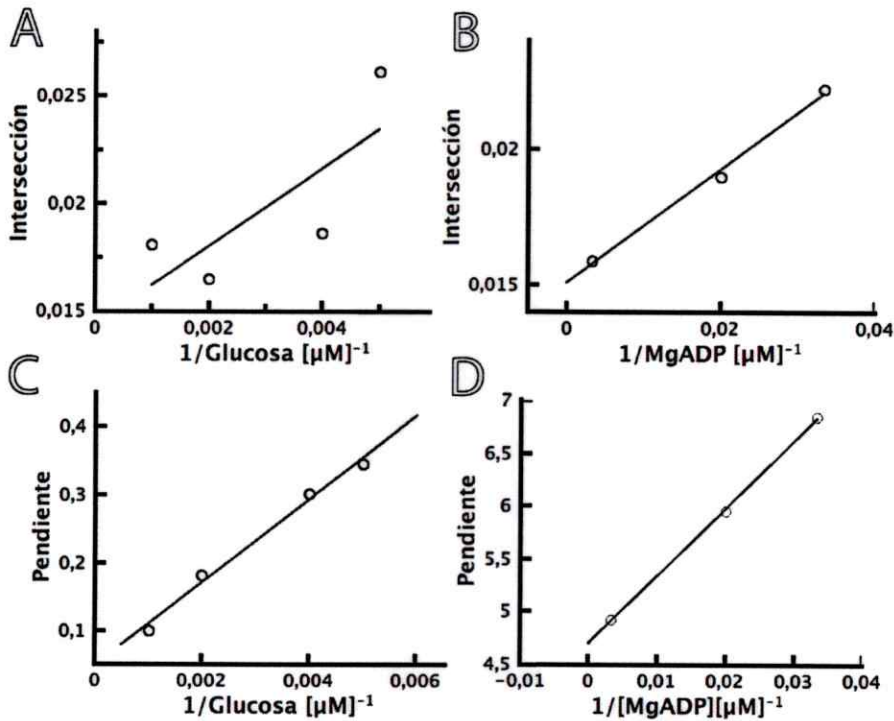 A
Intersección
0,025
0,02
0,015
0
0,002
0,004
1/Glucosa [µM]⁻¹
B
Intersección
0,02
0,015
0
0,02
0,04
1/MgADP [µM]⁻¹
C
Pendiente
0,4
0,3
0,2
0,1
0
0,002
0,004
0,006
1/Glucosa [µM]⁻¹
D
Pendiente
7
6,5
6
5,5
5
4,5
−0,01
0
0,01
0,02
0,03
0,04
1/[MgADP][µM]⁻¹